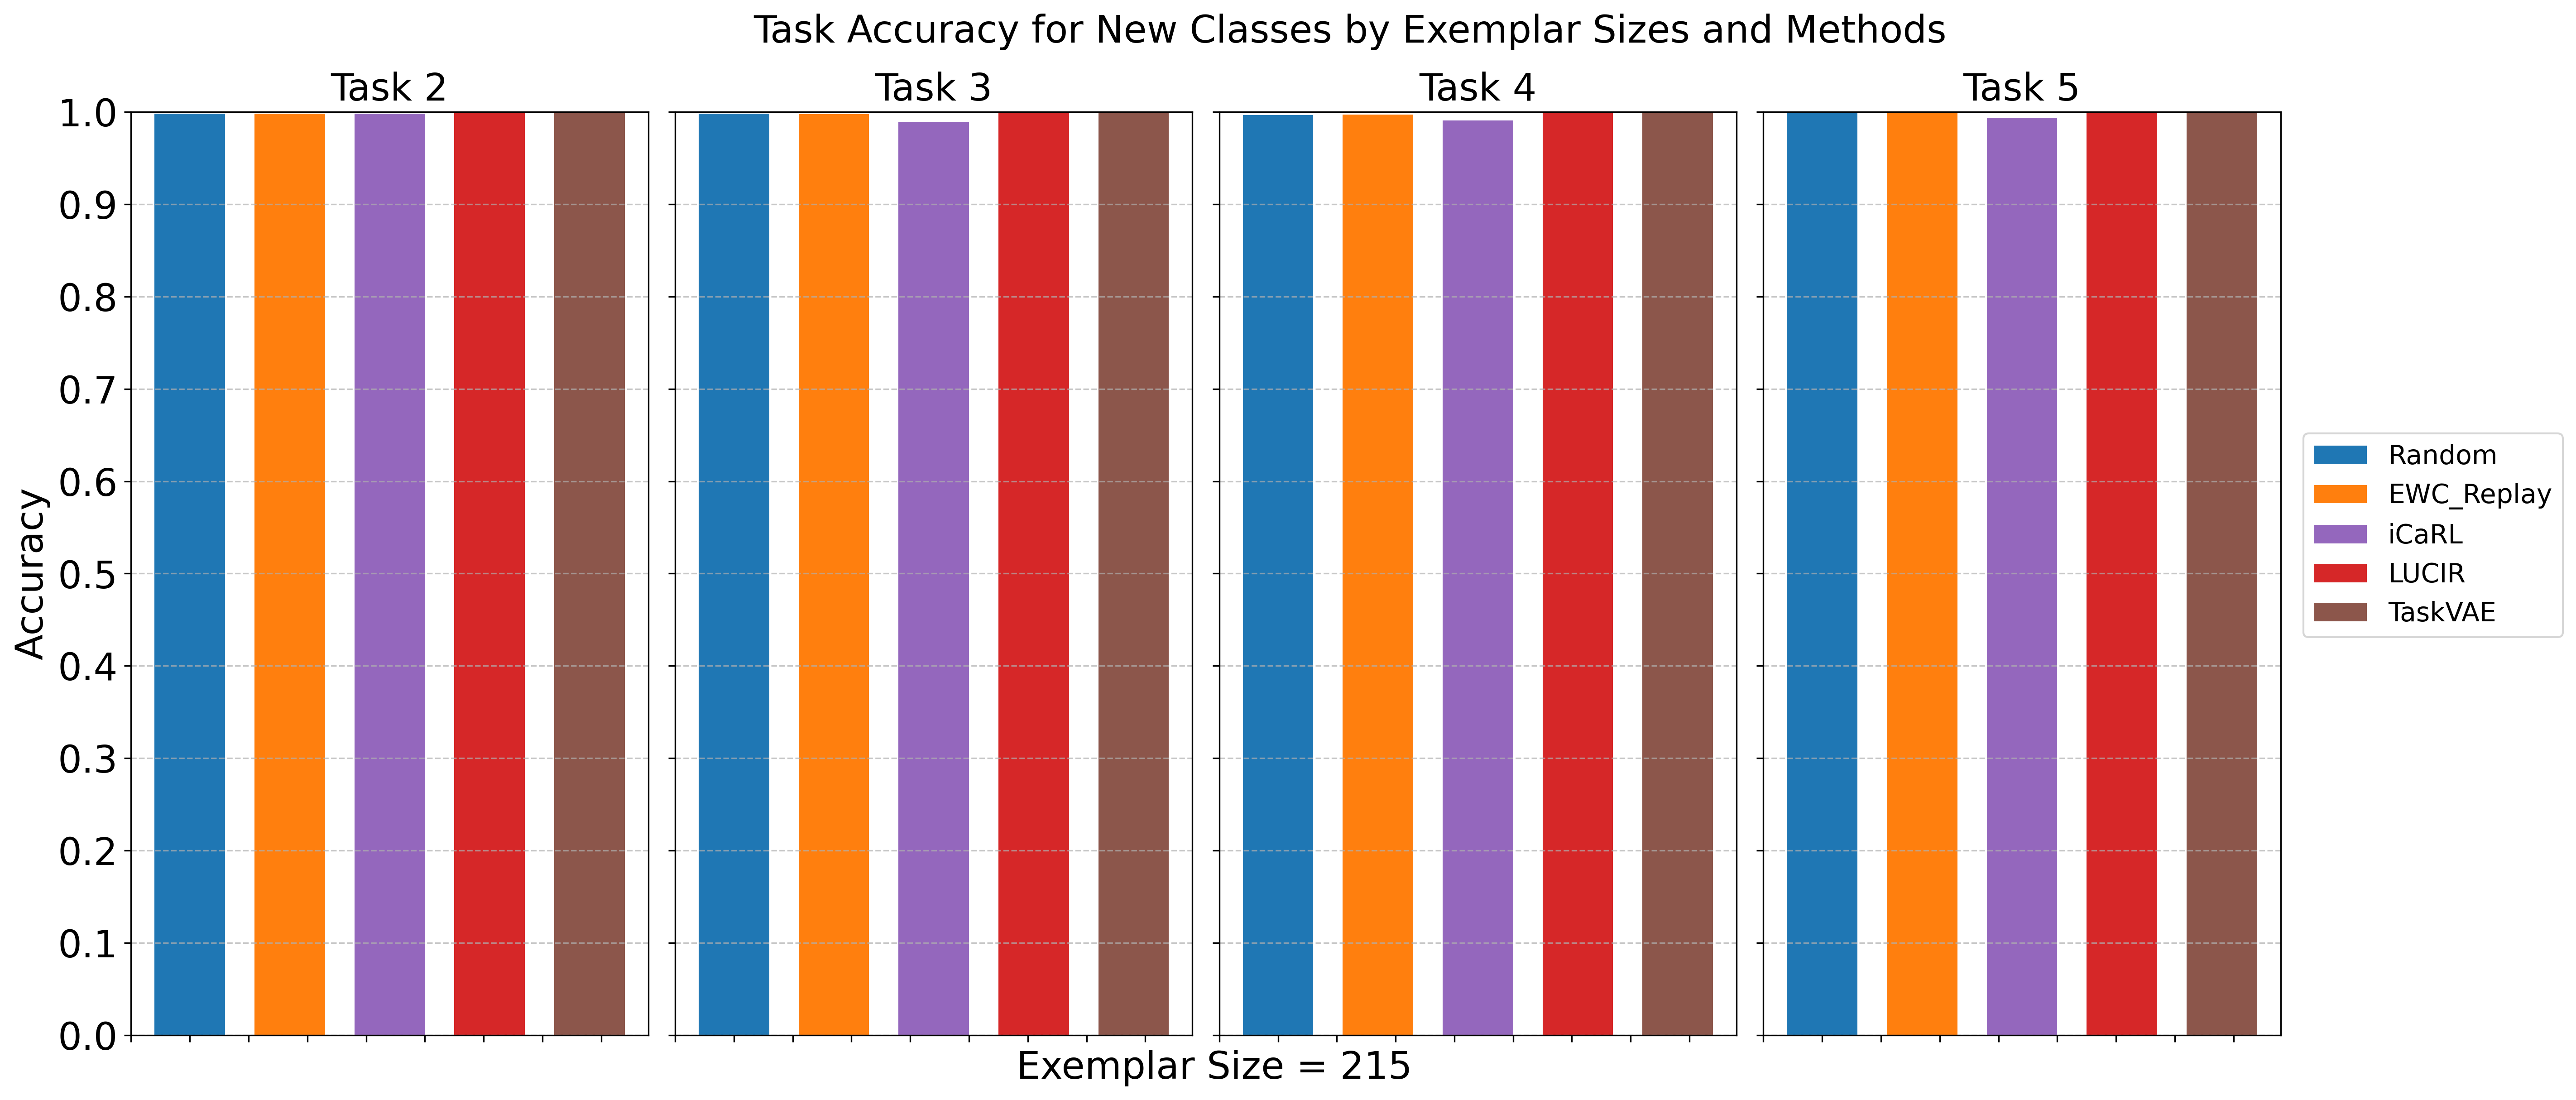 Task Accuracy for New Classes by Exemplar Sizes and Methods
Task 2
Task 3
Task 4
Task 5
1.0
0.9
0.8
0.7
0.6
0.5
0.4
0.3
0.2
0.1
0.0
Accuracy
Exemplar Size = 215
Random
EWC_Replay
iCaRL
LUCIR
TaskVAE